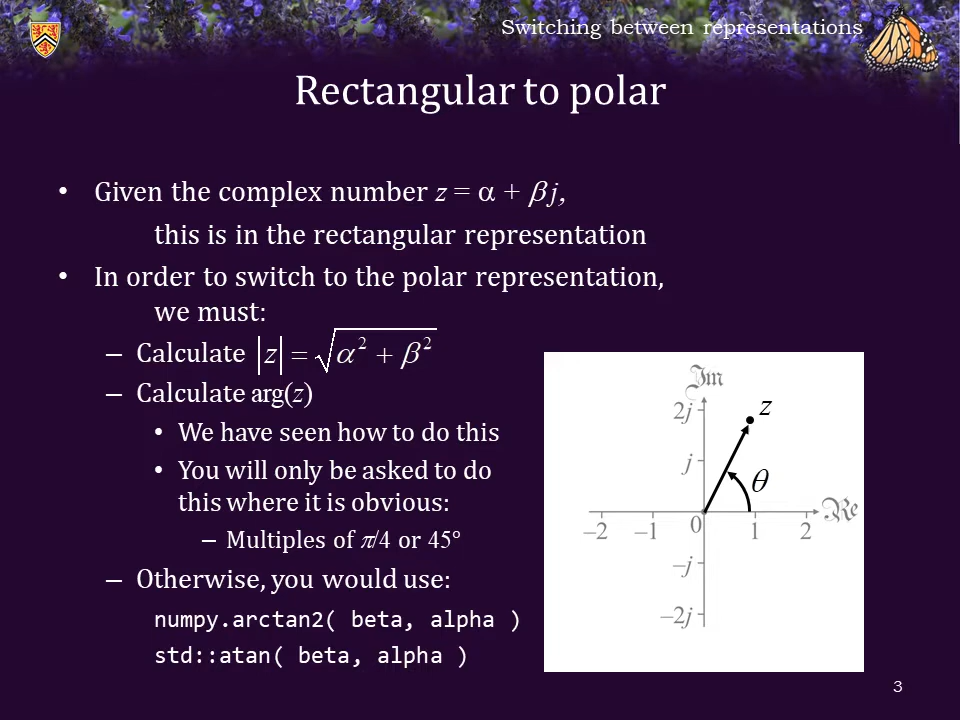 Switching between representations
Rectangular to polar
• Given the complex number z = α + βj,
this is in the rectangular representation
• In order to switch to the polar representation,
we must:
– Calculate |z| = √(α² + β²)
– Calculate arg(z)
• We have seen how to do this
• You will only be asked to do
this where it is obvious:
– Multiples of π/4 or 45°
– Otherwise, you would use:
numpy.arctan2( beta, alpha )
std::atan( beta, alpha )
ℑm
2j
z
j
θ
ℜe
–2 –1 0 1 2
–j
–2j
3